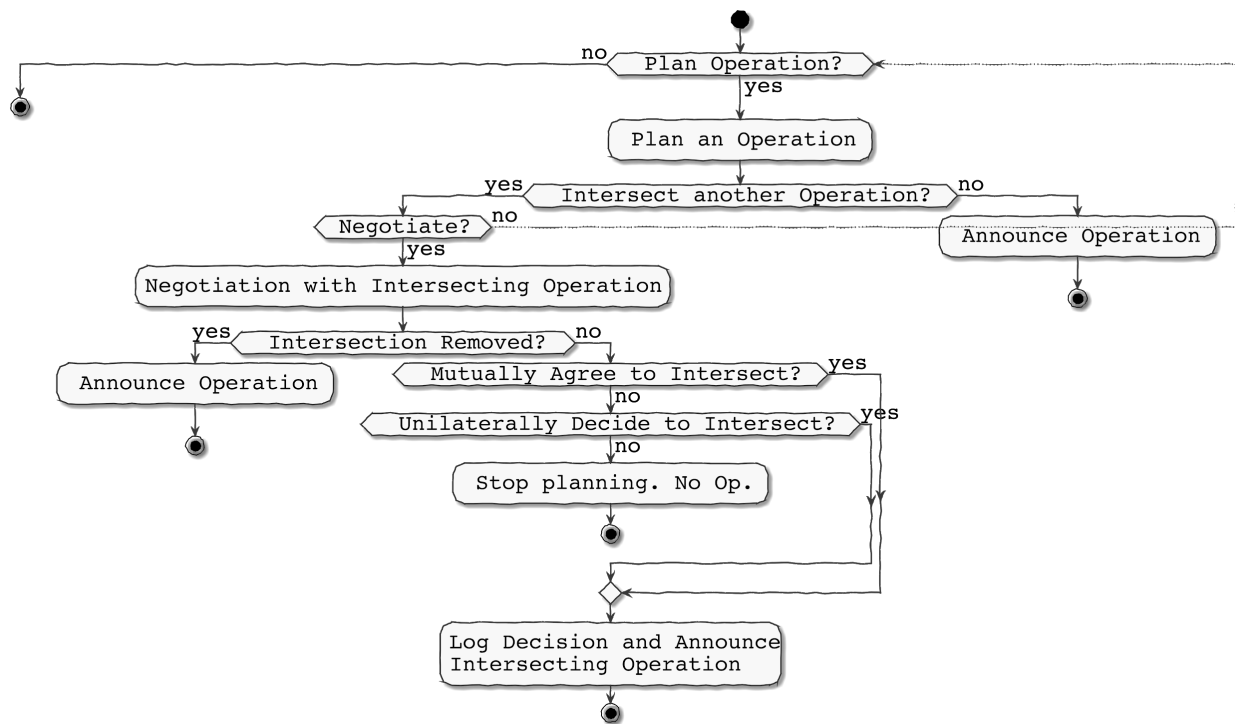 no
Plan Operation?
yes
Plan an Operation
yes
Intersect another Operation?
no
Negotiate?
no
Announce Operation
yes
Negotiation with Intersecting Operation
yes
Intersection Removed?
no
Announce Operation
Mutually Agree to Intersect?
yes
no
Unilaterally Decide to Intersect?
yes
no
Stop planning. No Op.
Log Decision and Announce
Intersecting Operation